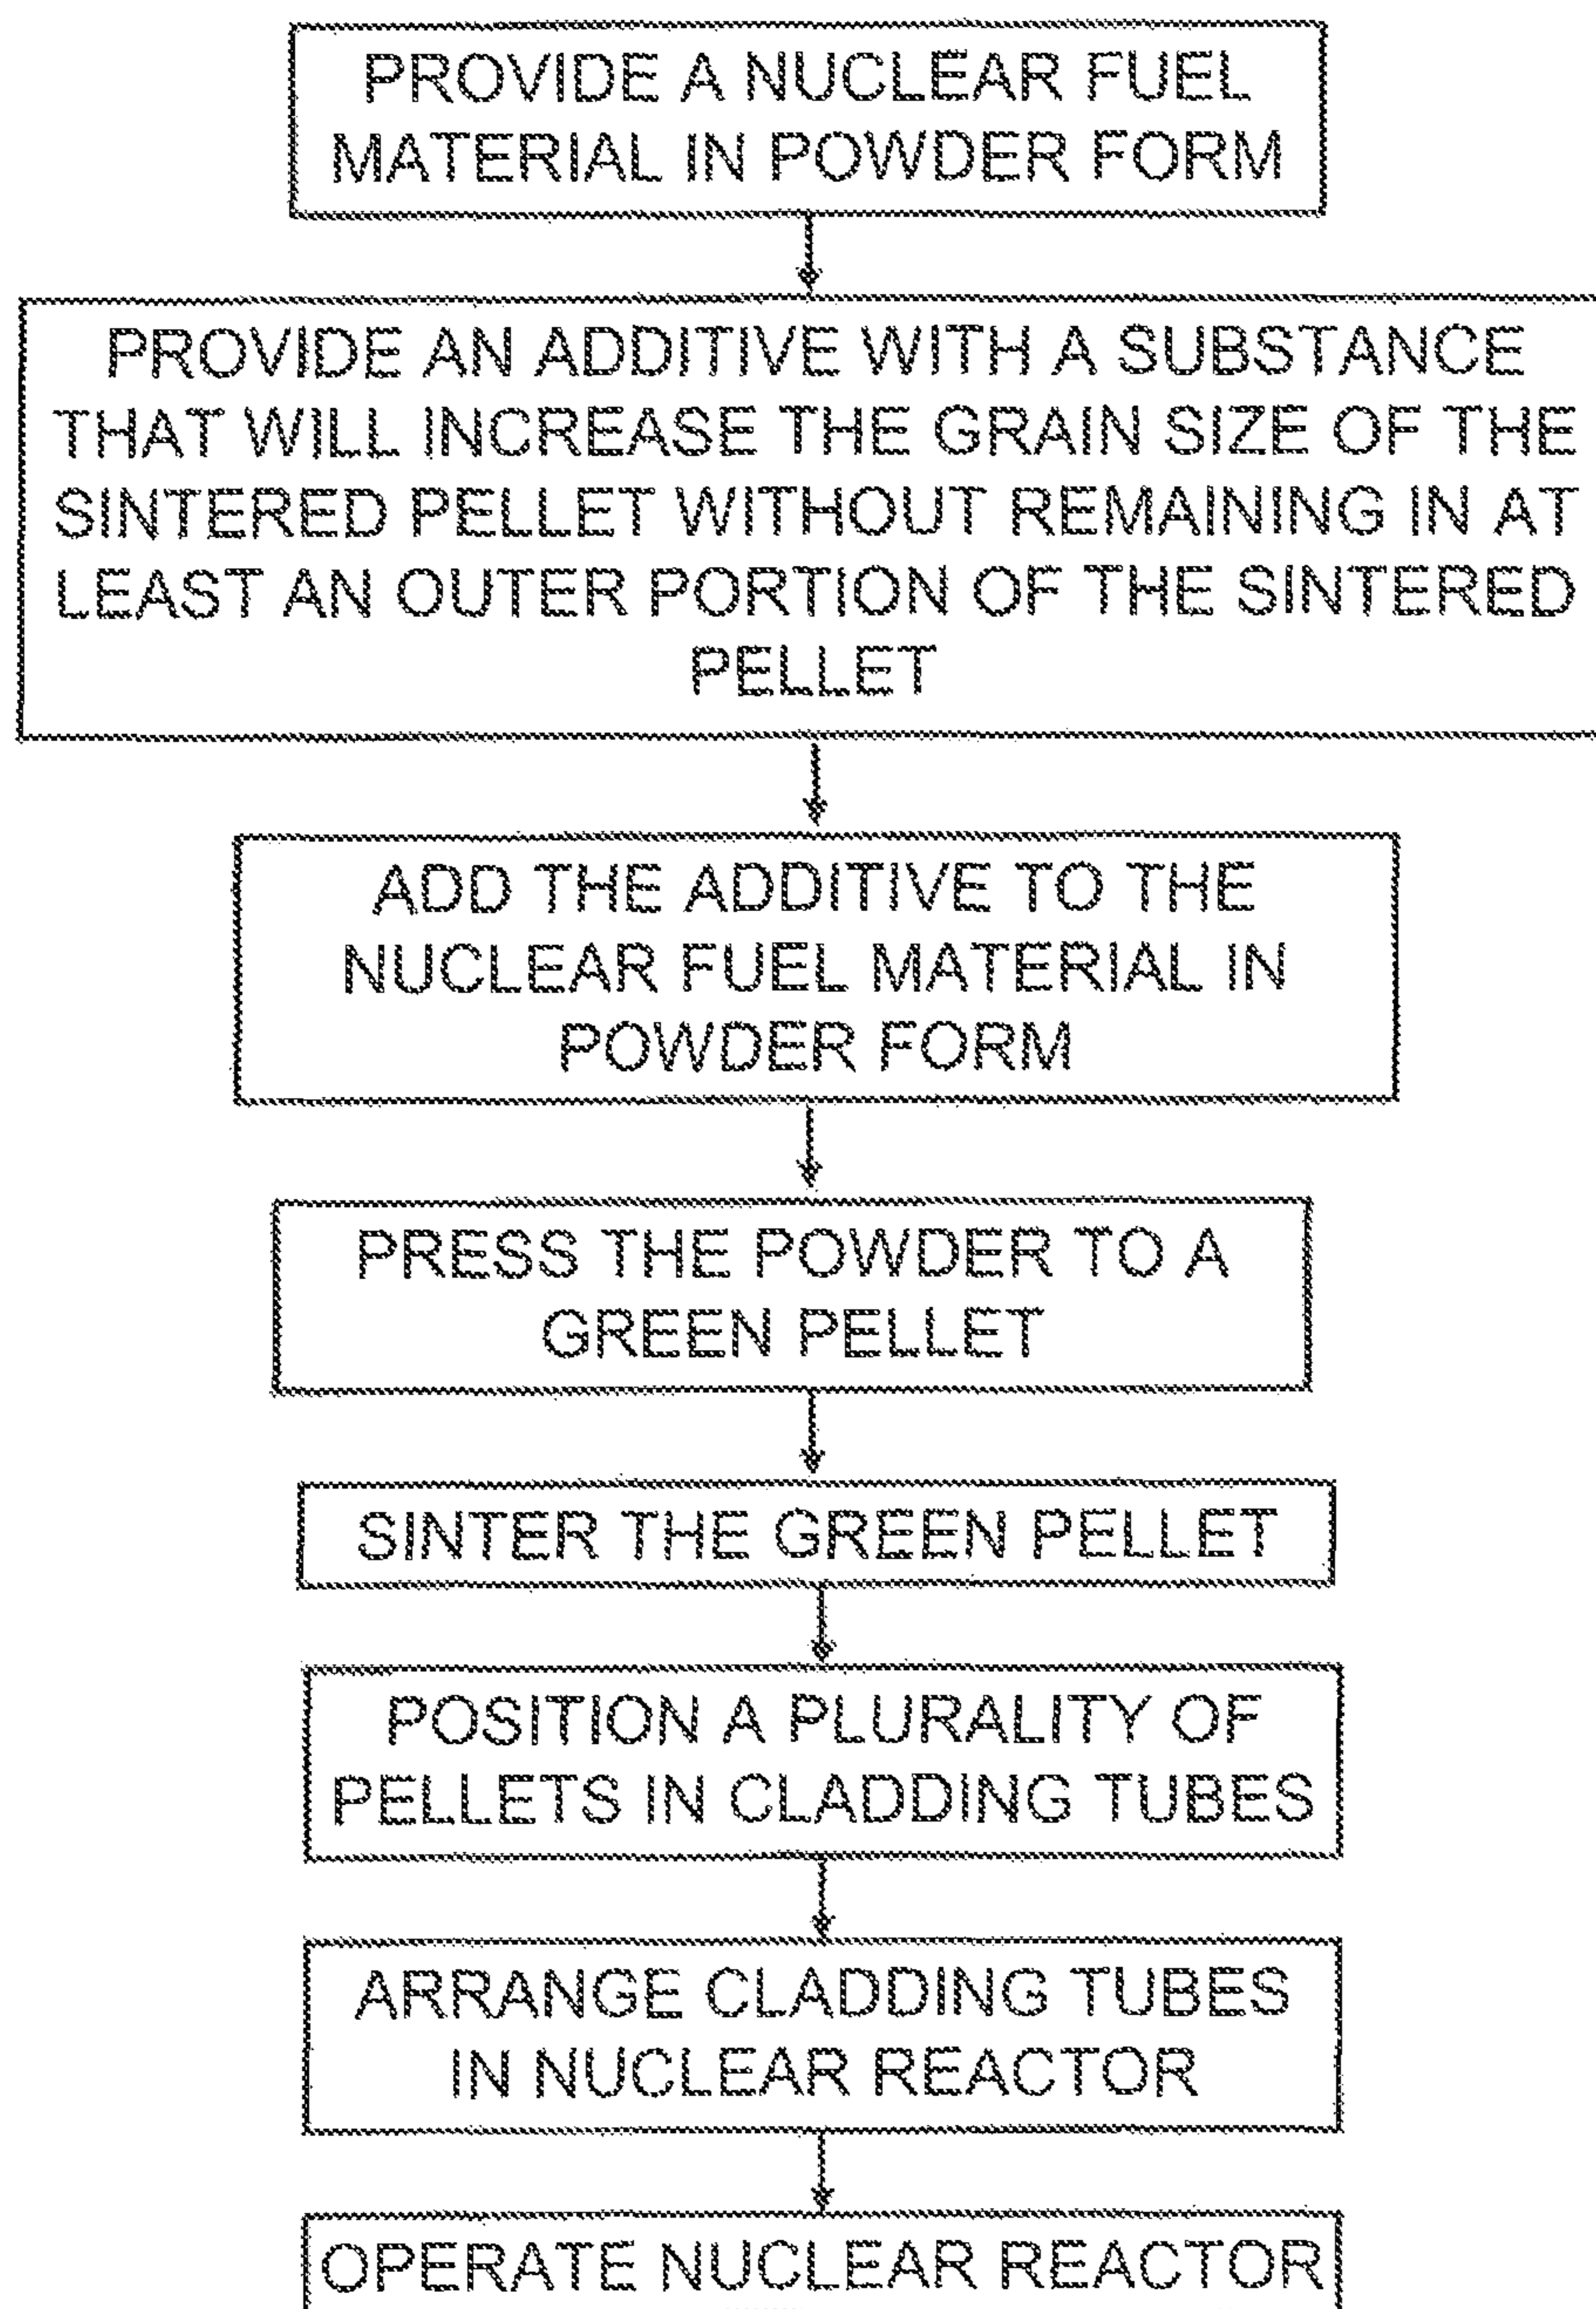 PROVIDE A NUCLEAR FUEL
MATERIAL IN POWDER FORM
PROVIDE AN ADDITIVE WITH A SUBSTANCE
THAT WILL INCREASE THE GRAIN SIZE OF THE
SINTERED PELLET WITHOUT REMAINING IN AT
LEAST AN OUTER PORTION OF THE SINTERED
PELLET
ADD THE ADDITIVE TO THE
NUCLEAR FUEL MATERIAL IN
POWDER FORM
PRESS THE POWDER TO A
GREEN PELLET
SINTER THE GREEN PELLET
POSITION A PLURALITY OF
PELLETS IN CLADDING TUBES
ARRANGE CLADDING TUBES
IN NUCLEAR REACTOR
OPERATE NUCLEAR REACTOR